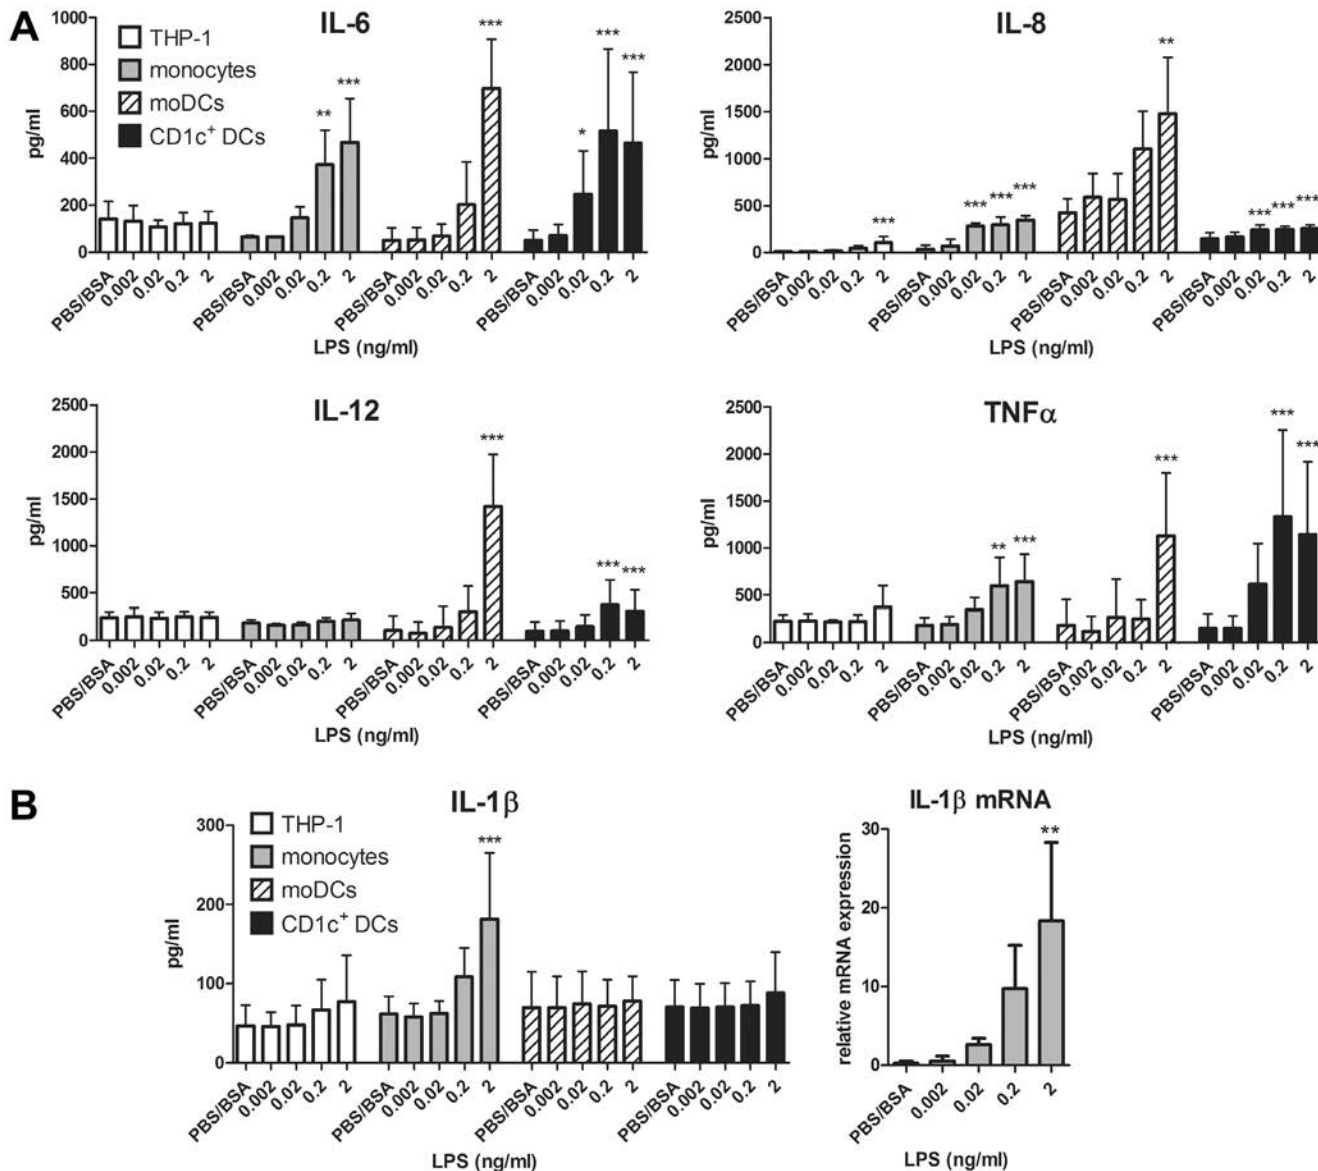 A
IL-6
1000
800
600
400
200
0
pg/ml
THP-1
monocytes
moDCs
CD1c+ DCs
** *** *** * *** ***
PBS/BSA 0.002 0.02 0.2 2 PBS/BSA 0.002 0.02 0.2 2 PBS/BSA 0.002 0.02 0.2 2 PBS/BSA 0.002 0.02 0.2 2
LPS (ng/ml)
IL-8
2500
2000
1500
1000
500
0
pg/ml
*** *** *** *** ** *** *** ***
PBS/BSA 0.002 0.02 0.2 2 PBS/BSA 0.002 0.02 0.2 2 PBS/BSA 0.002 0.02 0.2 2 PBS/BSA 0.002 0.02 0.2 2
LPS (ng/ml)
IL-12
2500
2000
1500
1000
500
0
pg/ml
*** *** ***
PBS/BSA 0.002 0.02 0.2 2 PBS/BSA 0.002 0.02 0.2 2 PBS/BSA 0.002 0.02 0.2 2 PBS/BSA 0.002 0.02 0.2 2
LPS (ng/ml)
TNFα
2500
2000
1500
1000
500
0
pg/ml
** *** *** *** ***
PBS/BSA 0.002 0.02 0.2 2 PBS/BSA 0.002 0.02 0.2 2 PBS/BSA 0.002 0.02 0.2 2 PBS/BSA 0.002 0.02 0.2 2
LPS (ng/ml)
B
IL-1β
300
200
100
0
pg/ml
THP-1
monocytes
moDCs
CD1c+ DCs
***
PBS/BSA 0.002 0.02 0.2 2 PBS/BSA 0.002 0.02 0.2 2 PBS/BSA 0.002 0.02 0.2 2 PBS/BSA 0.002 0.02 0.2 2
LPS (ng/ml)
IL-1β mRNA
30
20
10
0
relative mRNA expression
**
PBS/BSA 0.002 0.02 0.2 2
LPS (ng/ml)